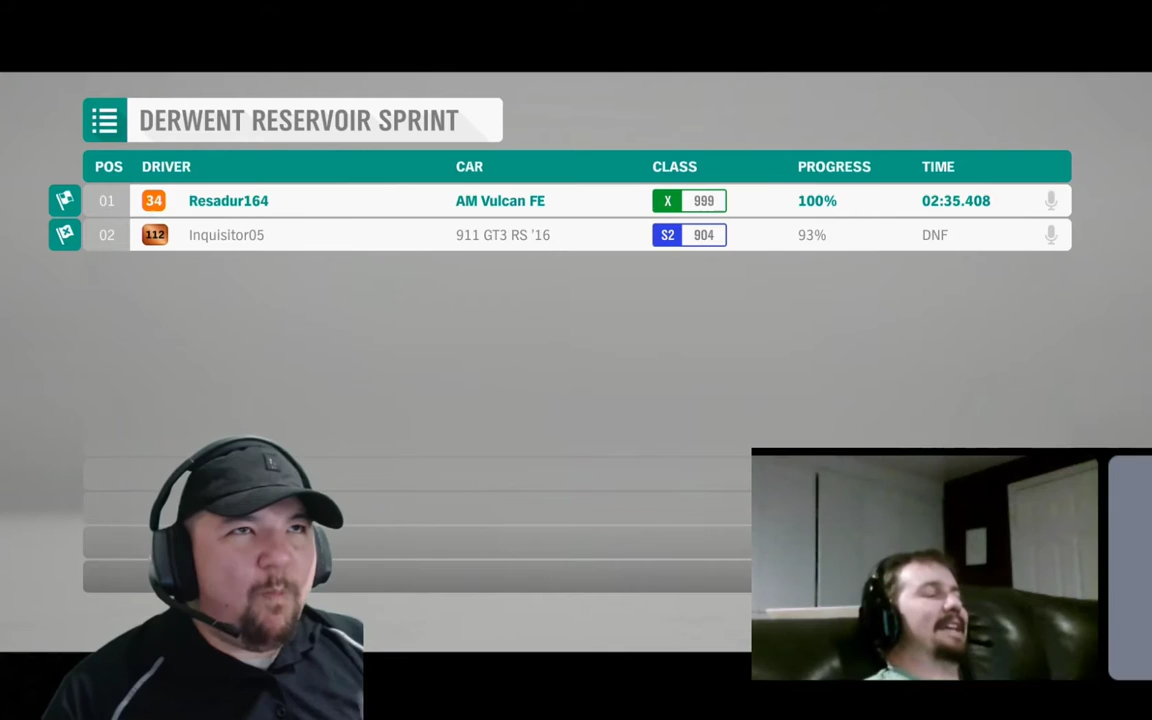 DERWENT RESERVOIR SPRINT
POS DRIVER CAR CLASS PROGRESS TIME
01 34 Resadur164 AM Vulcan FE X 999 100% 02:35.408
02 112 Inquisitor05 911 GT3 RS '16 S2 904 93% DNF